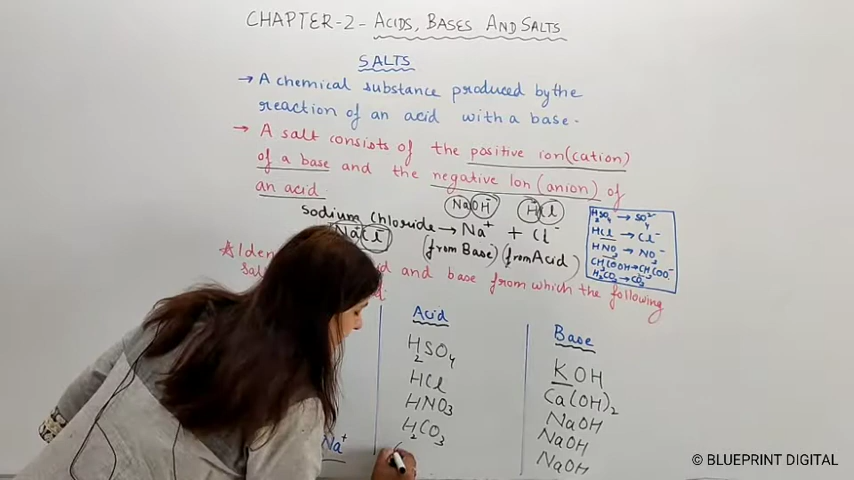 CHAPTER-2- ACIDS, BASES AND SALTS
SALTS
→ A chemical substance produced by the
reaction of an acid with a base.
→ A salt consists of the positive ion(cation)
of a base and the negative Ion (anion) of
an acid.
NaOH HCl
Sodium Chloride → Na⁺ + Cl⁻
Na⁺Cl⁻
(from Base) (from Acid)
H₂SO₄ → SO₄²⁻
HCl → Cl⁻
HNO₃ → NO₃⁻
CH₃COOH → CH₃COO⁻
H₂CO₃ → CO₃
and base from which the following
Acid
H₂SO₄
HCl
HNO₃
H₂CO₃
Base
KOH
Ca(OH)₂
NaOH
NaOH
NaOH
Na⁺
© BLUEPRINT DIGITAL